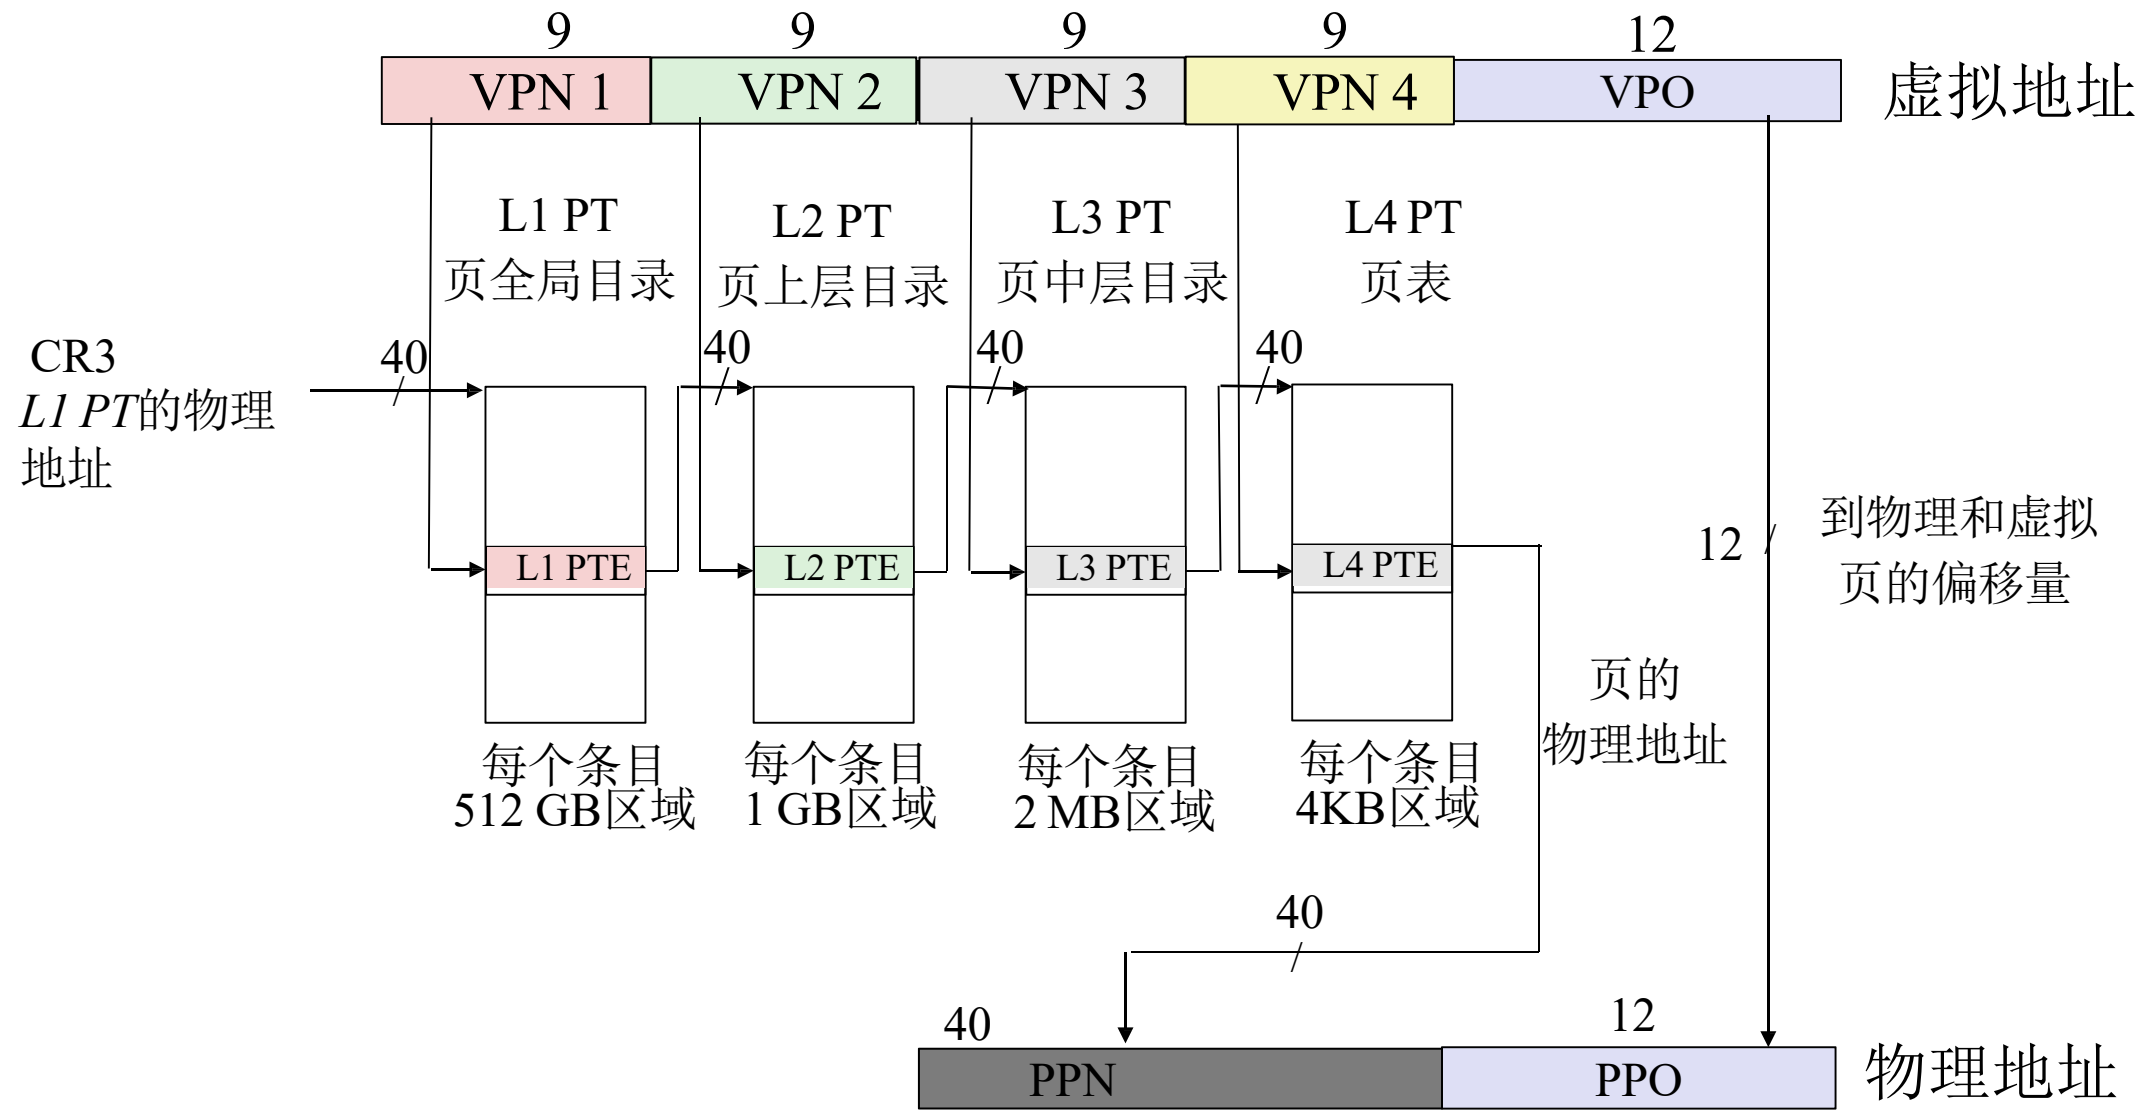 9
9
9
9
12
VPN 1
VPN 2
VPN 3
VPN 4
VPO
虚拟地址
L1 PT
页全局目录
L2 PT
页上层目录
L3 PT
页中层目录
L4 PT
页表
CR3
L1 PT的物理
地址
40
40
40
40
L1 PTE
L2 PTE
L3 PTE
L4 PTE
12
到物理和虚拟
页的偏移量
页的
物理地址
每个条目
512 GB区域
每个条目
1 GB区域
每个条目
2 MB区域
每个条目
4KB区域
40
40
12
PPN
PPO
物理地址